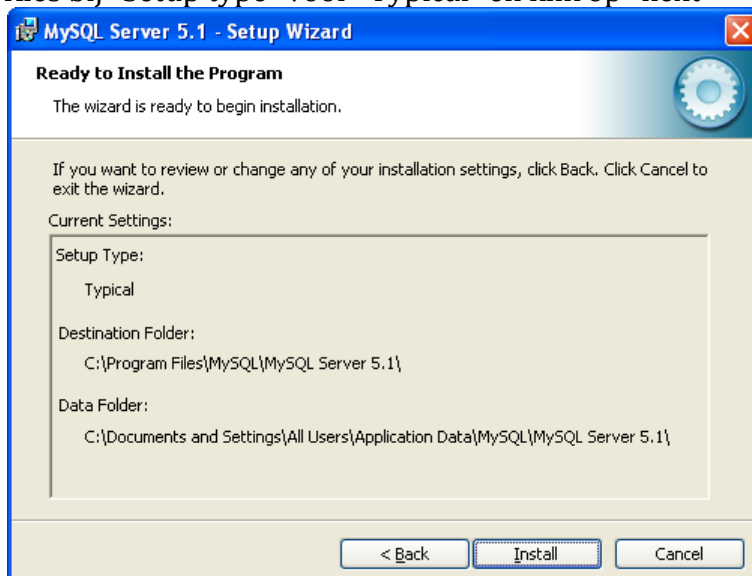 MySQL Server 5.1 - Setup Wizard
Ready to Install the Program
The wizard is ready to begin installation.
If you want to review or change any of your installation settings, click Back. Click Cancel to
exit the wizard.
Current Settings:
Setup Type:
Typical
Destination Folder:
C:\Program Files\MySQL\MySQL Server 5.1\
Data Folder:
C:\Documents and Settings\All Users\Application Data\MySQL\MySQL Server 5.1\
< Back
Install
Cancel